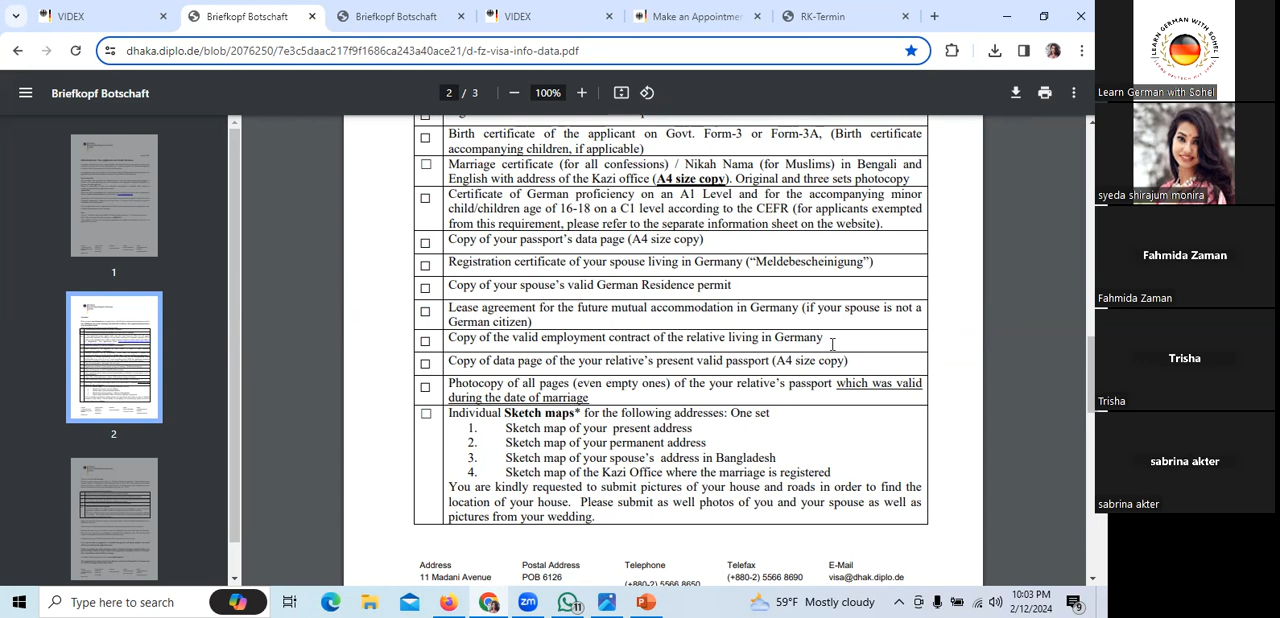 VIDEX
Briefkopf Botschaft
Briefkopf Botschaft
VIDEX
Make an Appointmen
RK-Termin
dhaka.diplo.de/blob/2076250/7e3c5daac217f9f1686ca243a40ace21/d-fz-visa-info-data.pdf
Briefkopf Botschaft
2 / 3
100%
1
2
Birth certificate of the applicant on Govt. Form-3 or Form-3A, (Birth certificate
accompanying children, if applicable)
Marriage certificate (for all confessions) / Nikah Nama (for Muslims) in Bengali and
English with passes of the Kazi office (A4 size copy). Original and three sets photocopy
Certificate of German proficiency on an A1 Level and for the accompanying minor
child/children age of 16-18 on a C1 level according to the CEFR (for applicants exempted
from this requirement, please refer to the separate information sheet on the website).
Copy of your passport's data page (A4 size copy)
Registration certificate of your spouse living in Germany ("Meldebescheinigung")
Copy of your spouse's valid German Residence permit
Lease agreement for the future mutual accommodation in Germany (if your spouse is not a
German citizen)
Copy of the valid employment contract of the relative living in Germany
Copy of data page of the your relative's present valid passport (A4 size copy)
Photocopy of all pages (even empty ones) of the your relative's passport which was valid
during the date of marriage
Individual Sketch maps* for the following addresses: One set
1. Sketch map of your present address
2. Sketch map of your permanent address
3. Sketch map of your spouse's address in Bangladesh
4. Sketch map of the Kazi Office where the marriage is registered
You are kindly requested to submit pictures of your house and roads in order to find the
location of your house. Please submit as well photos of you and your spouse as well as
pictures from your wedding.
Address Postal Address Telephone Telefax E-Mail
11 Madani Avenue POB 6126 (+880-2) 5566 8650 (+880-2) 5566 8690 visa@dhak.diplo.de
LEARN GERMAN WITH SOHEL
Learn German with Sohel
syeda shirajum monira
Fahmida Zaman
Fahmida Zaman
Trisha
Trisha
sabrina akter
sabrina akter
Type here to search
zm
11
59°F Mostly cloudy
10:03 PM
2/12/2024
9